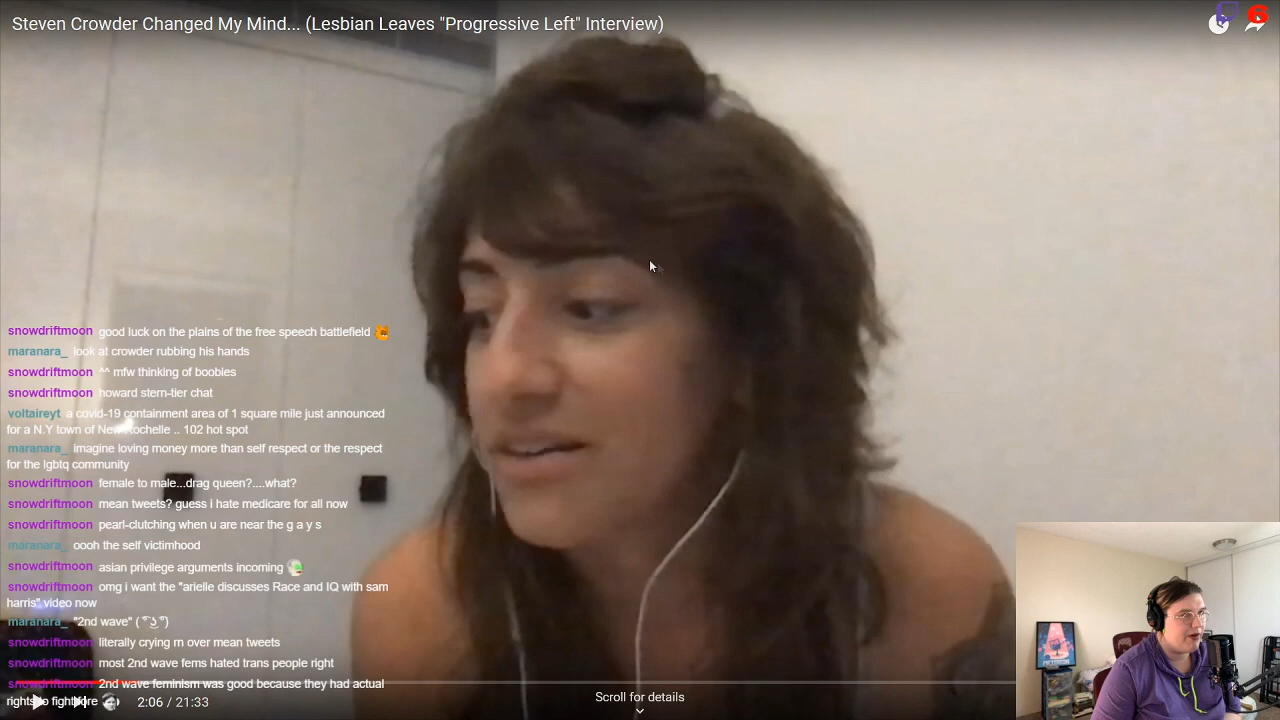 Steven Crowder Changed My Mind... (Lesbian Leaves "Progressive Left" Interview)
6
snowdriftmoon good luck on the plains of the free speech battlefield
maranara_ look at crowder rubbing his hands
snowdriftmoon ^^ mfw thinking of boobies
snowdriftmoon howard stern-tier chat
voltaireyt a covid-19 containment area of 1 square mile just announced
for a N.Y town of New Rochelle .. 102 hot spot
maranara_ imagine loving money more than self respect or the respect
for the lgbtq community
snowdriftmoon female to male...drag queen?....what?
snowdriftmoon mean tweets? guess i hate medicare for all now
snowdriftmoon pearl-clutching when u are near the g a y s
maranara_ oooh the self victimhood
snowdriftmoon asian privilege arguments incoming
snowdriftmoon omg i want the "arielle discusses Race and IQ with sam
harris" video now
maranara_ "2nd wave" ( ͡° ͜ʖ ͡°)
snowdriftmoon literally crying rn over mean tweets
snowdriftmoon most 2nd wave fems hated trans people right
snowdriftmoon 2nd wave feminism was good because they had actual
rights to fight
2:06 / 21:33
Scroll for details